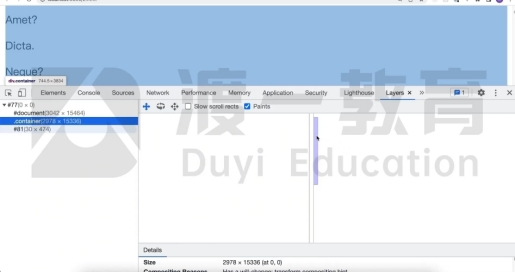 Amet?
Dicta.
Neque?
div.container 744.5 × 3834
Elements Console Sources Network Performance Memory Application Security Lighthouse Layers × » 1
#77(0 × 0)
#document(3042 × 15464)
.container(2978 × 15336)
#81(30 × 474)
Slow scroll rects Paints
渡一教育
Duyi Education
Details
Size 2978 × 15336 (at 0, 0)
Compositing Reasons Has a will-change: transform compositing hint.